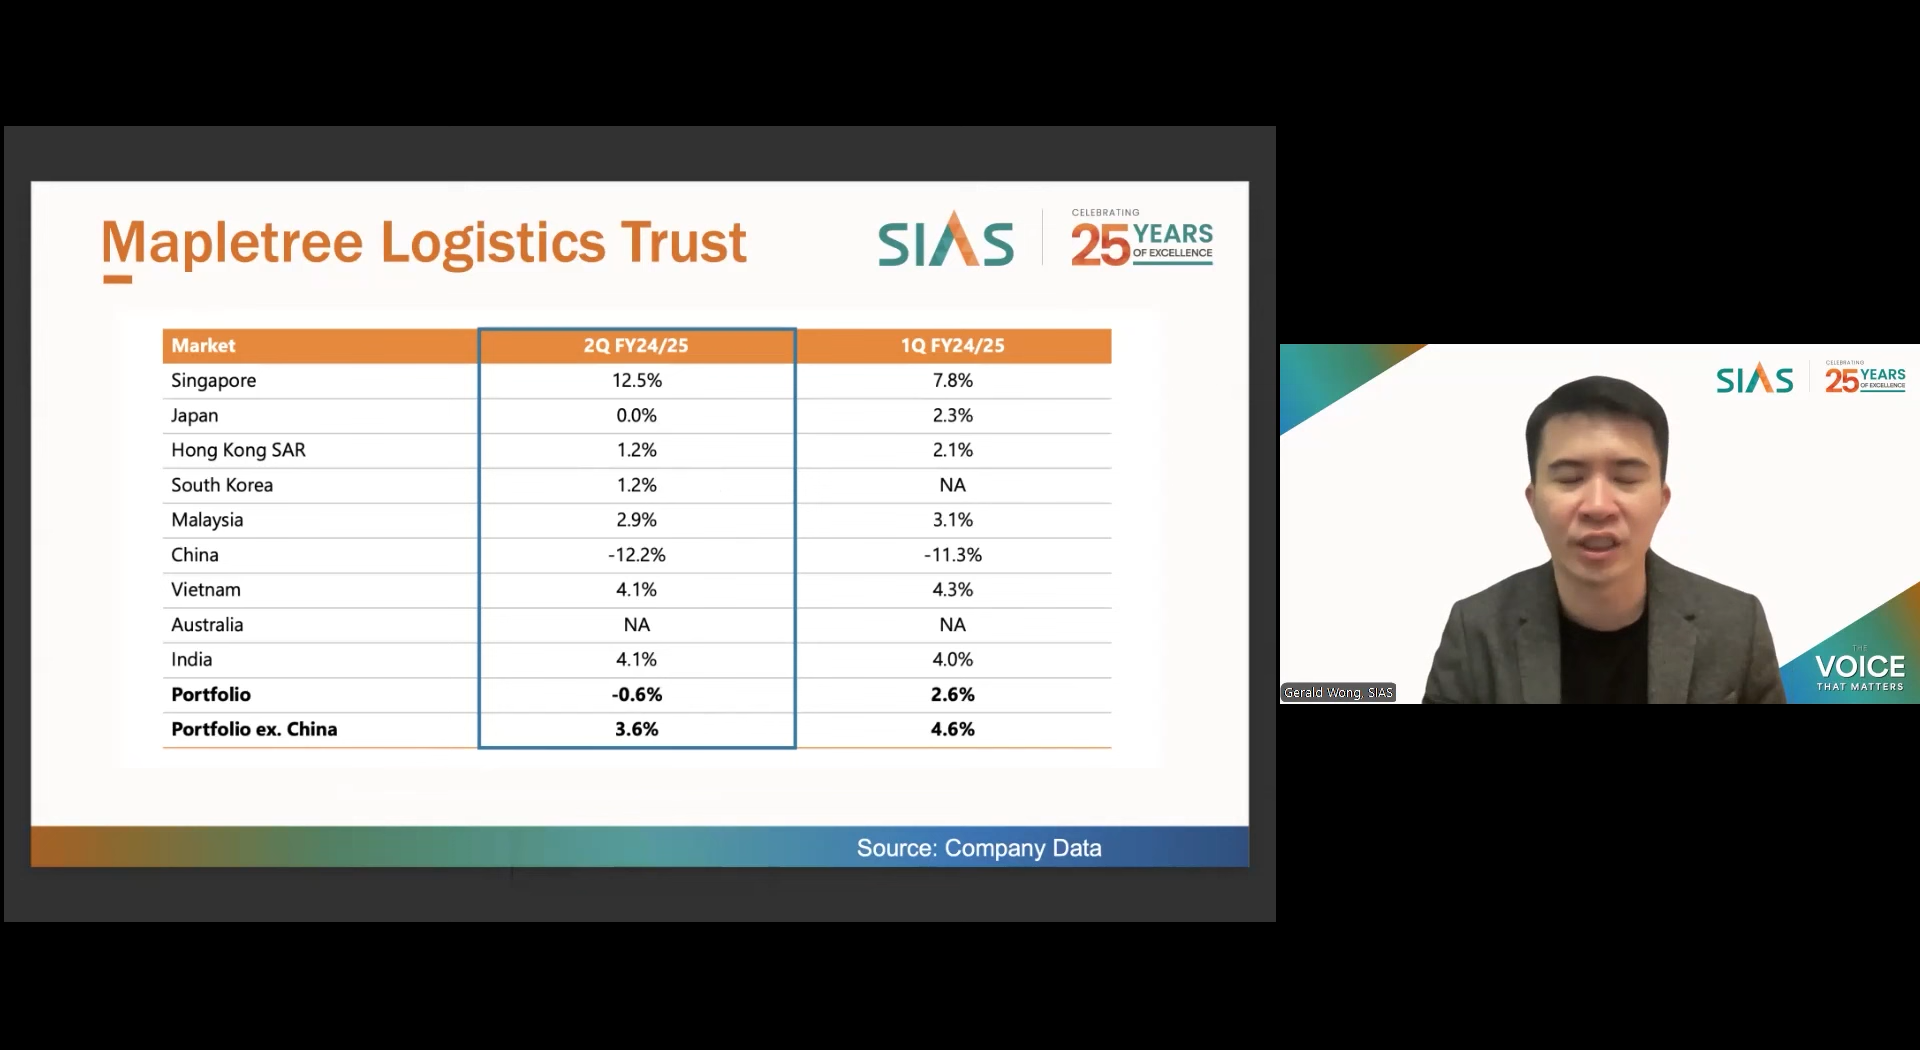 Mapletree Logistics Trust
SIAS
CELEBRATING
25 YEARS
OF EXCELLENCE
Market 2Q FY24/25 1Q FY24/25
Singapore 12.5% 7.8%
Japan 0.0% 2.3%
Hong Kong SAR 1.2% 2.1%
South Korea 1.2% NA
Malaysia 2.9% 3.1%
China -12.2% -11.3%
Vietnam 4.1% 4.3%
Australia NA NA
India 4.1% 4.0%
Portfolio -0.6% 2.6%
Portfolio ex. China 3.6% 4.6%
Source: Company Data
SIAS
CELEBRATING
25 YEARS
OF EXCELLENCE
THE
VOICE
THAT MATTERS
Gerald Wong, SIAS